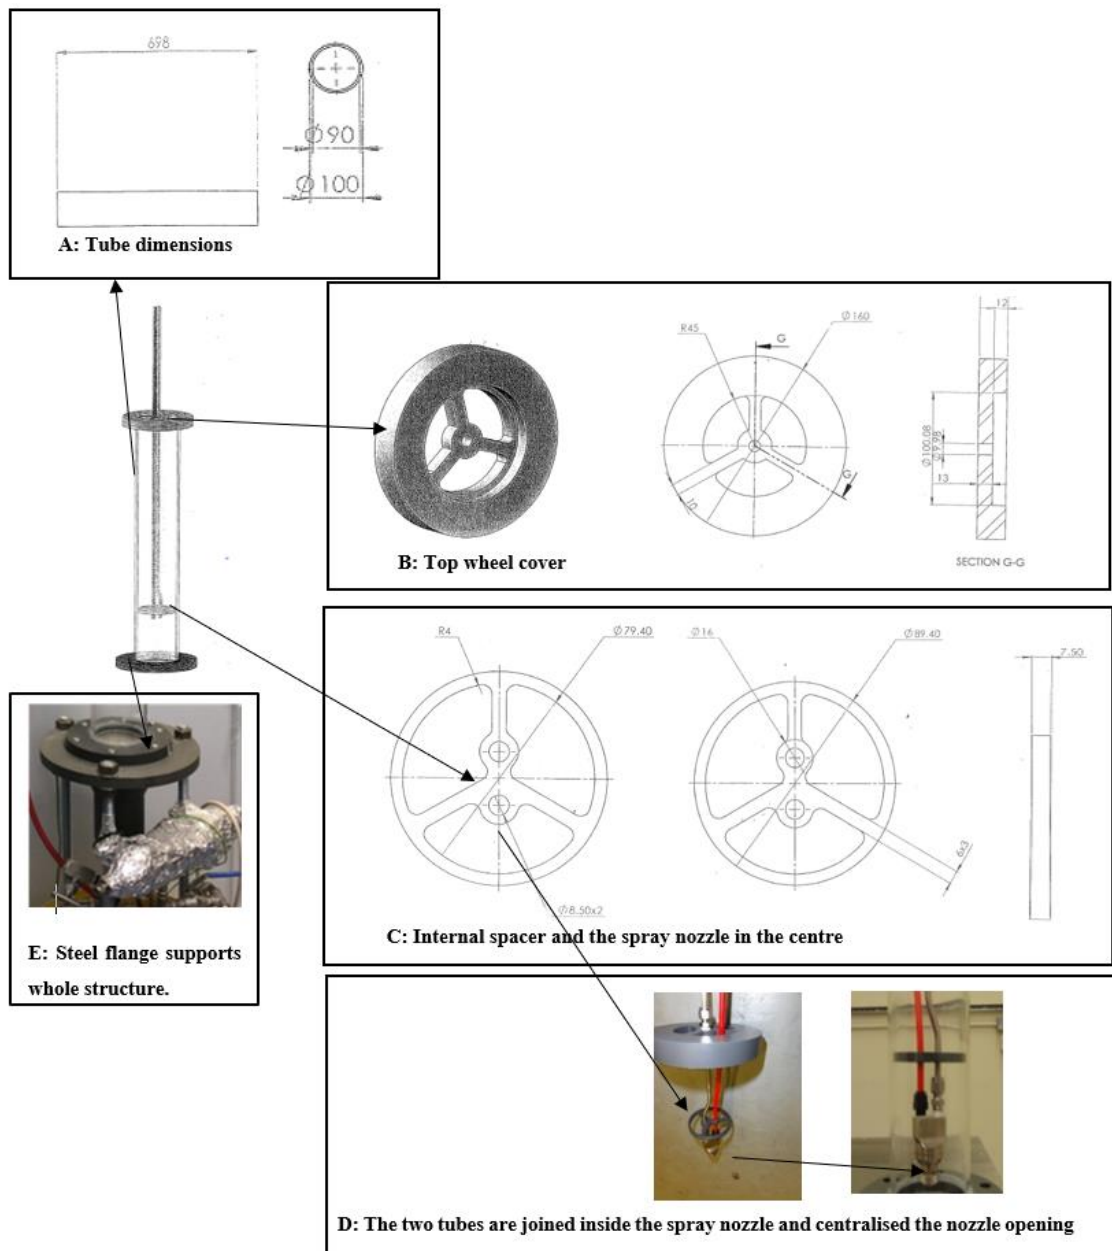 698
Ø90
Ø100
A: Tube dimensions
R45
G
Ø160
12
Ø100.08
Ø9.98
13
G
10
B: Top wheel cover
SECTION G-G
R4
Ø79.40
Ø16
Ø89.40
7.50
6x3
Ø8.50x2
C: Internal spacer and the spray nozzle in the centre
E: Steel flange supports
whole structure.
D: The two tubes are joined inside the spray nozzle and centralised the nozzle opening